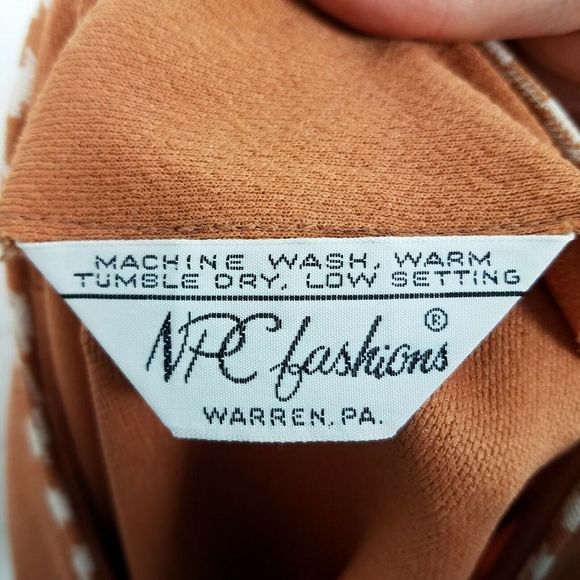 MACHINE WASH, WARM
TUMBLE DRY, LOW SETTING
NPC fashions®
WARREN, PA.